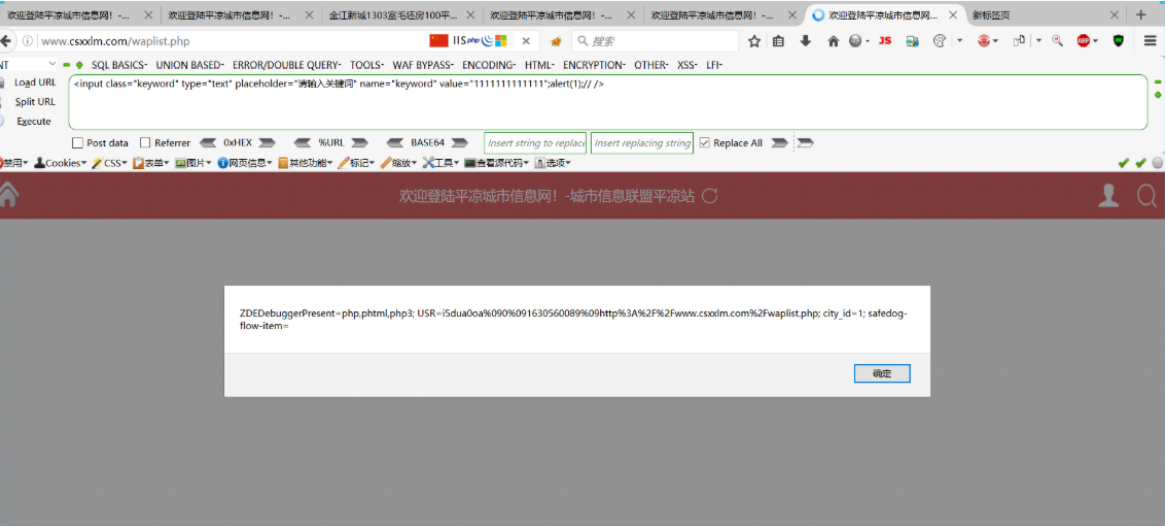 欢迎登陆平凉城市信息网！-... 欢迎登陆平凉城市信息网！-... 金江新城1303室毛坯房100平... 欢迎登陆平凉城市信息网！-... 欢迎登陆平凉城市信息网！-... 欢迎登陆平凉城市信息网... 新标签页
www.csxxlm.com/waplist.php IIS php 搜索 JS ABP
NT SQL BASICS- UNION BASED- ERROR/DOUBLE QUERY- TOOLS- WAF BYPASS- ENCODING- HTML- ENCRYPTION- OTHER- XSS- LFI-
Load URL <input class="keyword" type="text" placeholder="请输入关键词" name="keyword" value="1111111111111";alert(1);// />
Split URL
Execute
Post data Referrer 0xHEX %URL BASE64 Insert string to replace Insert replacing string Replace All
禁用 Cookies CSS 表单 图片 网页信息 其他功能 标记 缩放 工具 查看源代码 选项
欢迎登陆平凉城市信息网！-城市信息联盟平凉站
ZDEDebuggerPresent=php,phtml,php3; USR=i5dua0oa%090%091630560089%09http%3A%2F%2Fwww.csxxlm.com%2Fwaplist.php; city_id=1; safedog-
flow-item=
确定